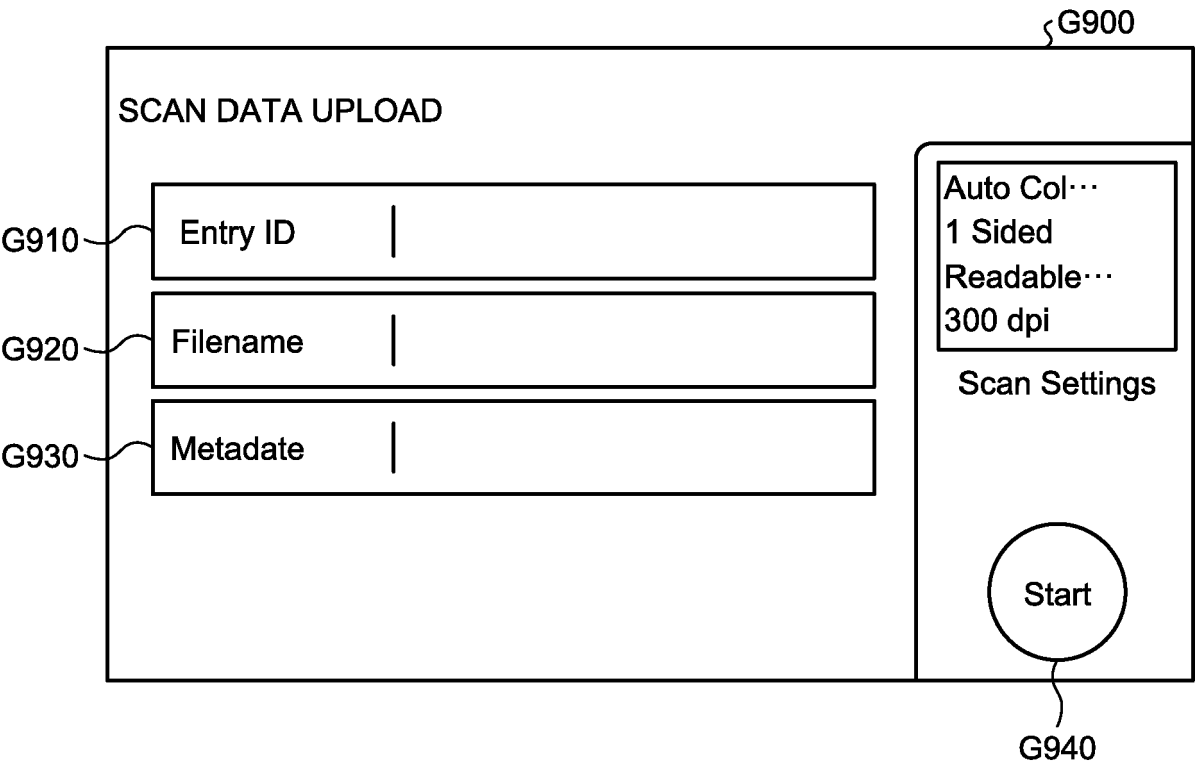 G900
SCAN DATA UPLOAD
Auto Col···
1 Sided
Readable···
300 dpi
Scan Settings
G910
Entry ID
G920
Filename
G930
Metadate
Start
G940